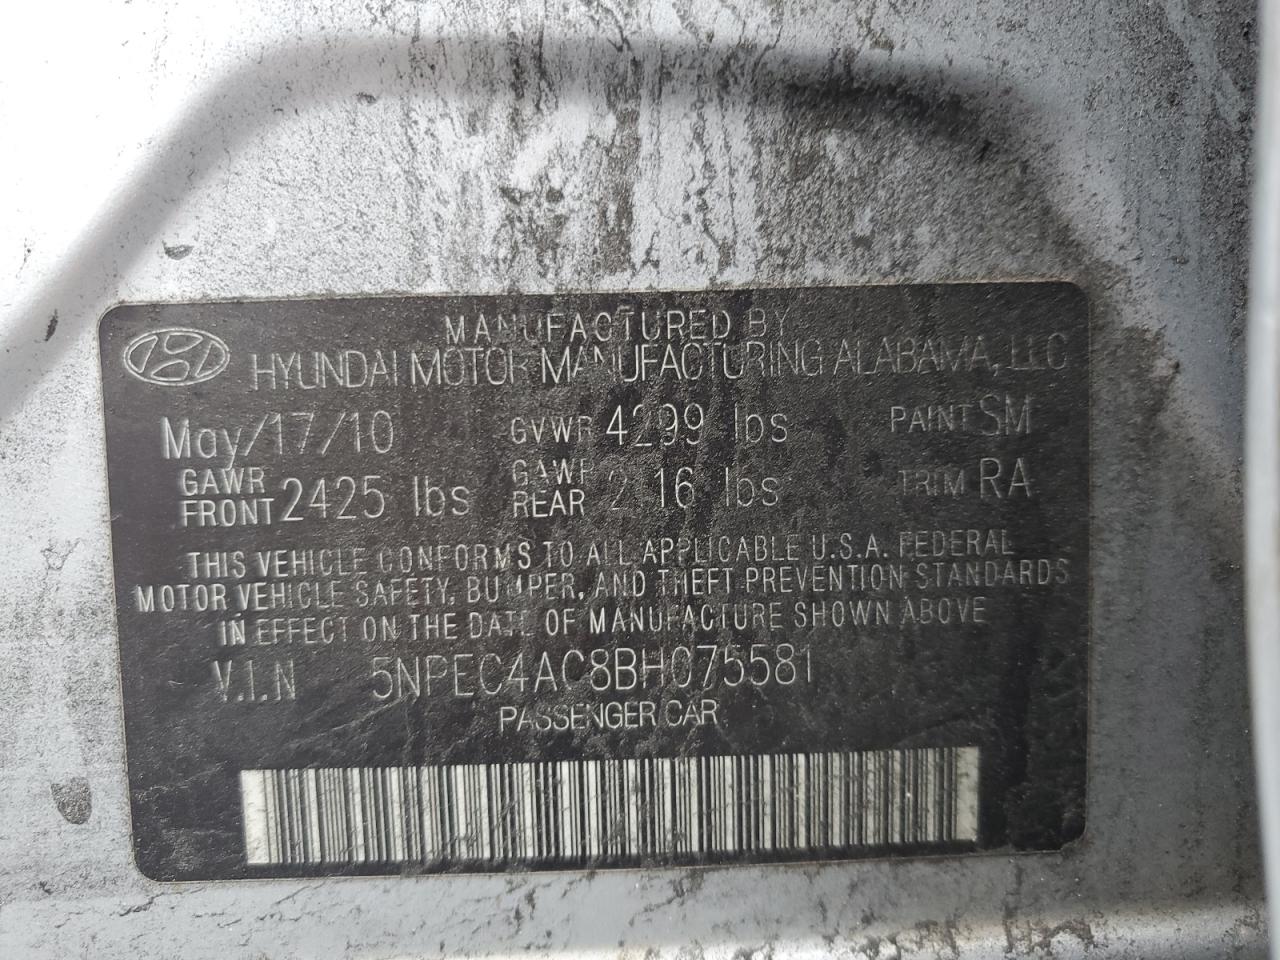 MANUFACTURED BY
HYUNDAI MOTOR MANUFACTURING ALABAMA, LLC
May/17/10 GVWR 4299 lbs PAINT SM
GAWR FRONT 2425 lbs GAWR REAR lbs TRIM RA
THIS VEHICLE CONFORMS TO ALL APPLICABLE U.S.A. FEDERAL
MOTOR VEHICLE SAFETY, BUMPER, AND THEFT PREVENTION STANDARDS
IN EFFECT ON THE DATE OF MANUFACTURE SHOWN ABOVE
V.I.N 5NPEC4AC8BH075581
PASSENGER CAR